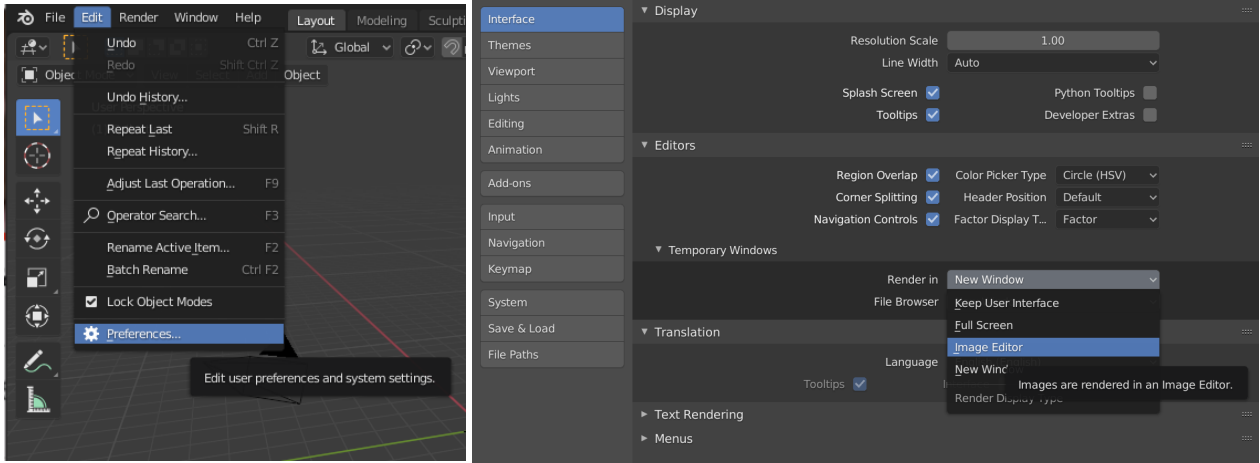 File Edit Render Window Help Layout Modeling Sculpti
Undo Ctrl Z
Global
Redo Shift Ctrl Z
Object
Undo History...
Repeat Last Shift R
Repeat History...
Adjust Last Operation... F9
Operator Search... F3
Rename Active Item... F2
Batch Rename Ctrl F2
Lock Object Modes
Preferences...
Edit user preferences and system settings.
Interface
Themes
Viewport
Lights
Editing
Animation
Add-ons
Input
Navigation
Keymap
System
Save & Load
File Paths
Display
Resolution Scale 1.00
Line Width Auto
Splash Screen Python Tooltips
Tooltips Developer Extras
Editors
Region Overlap Color Picker Type Circle (HSV)
Corner Splitting Header Position Default
Navigation Controls Factor Display T... Factor
Temporary Windows
Render in New Window
File Browser Keep User Interface
Full Screen
Translation
Image Editor
Language
New Wind
Images are rendered in an Image Editor.
Tooltips
Render Display Type
Text Rendering
Menus